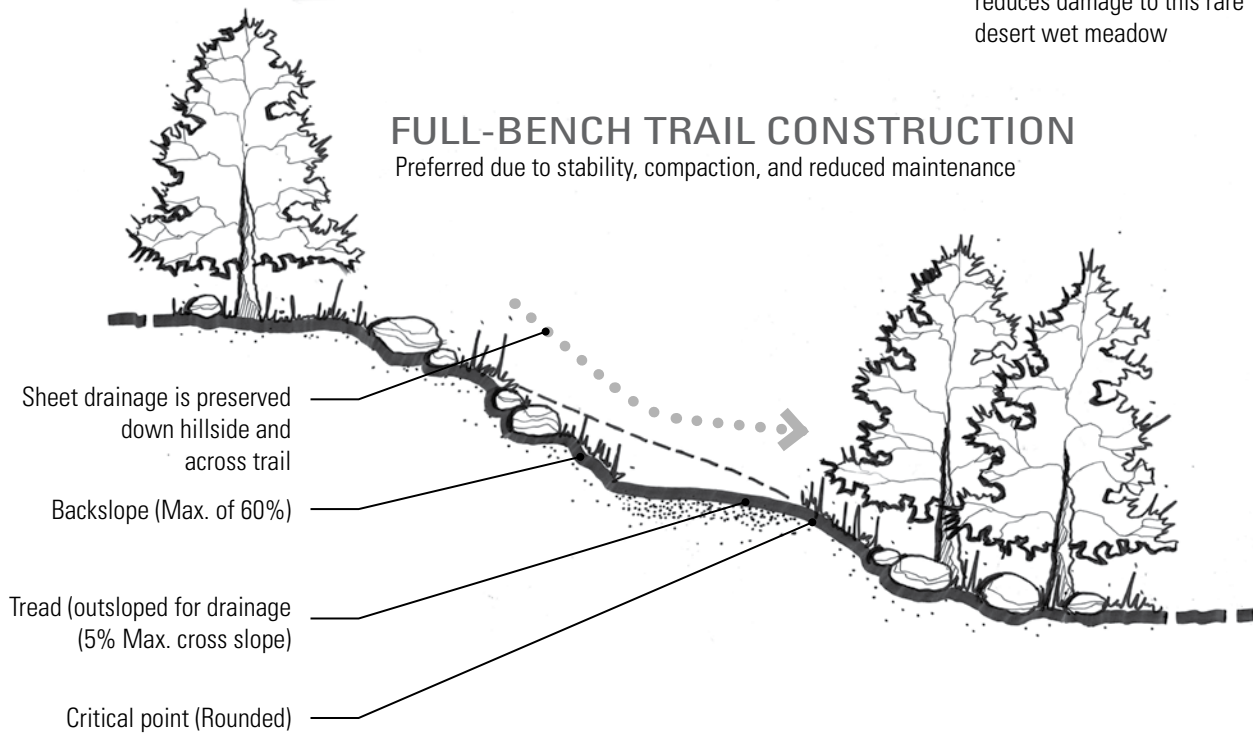 reduces damage to this rare
desert wet meadow
FULL-BENCH TRAIL CONSTRUCTION
Preferred due to stability, compaction, and reduced maintenance
Sheet drainage is preserved
down hillside and
across trail
Backslope (Max. of 60%)
Tread (outsloped for drainage
(5% Max. cross slope)
Critical point (Rounded)